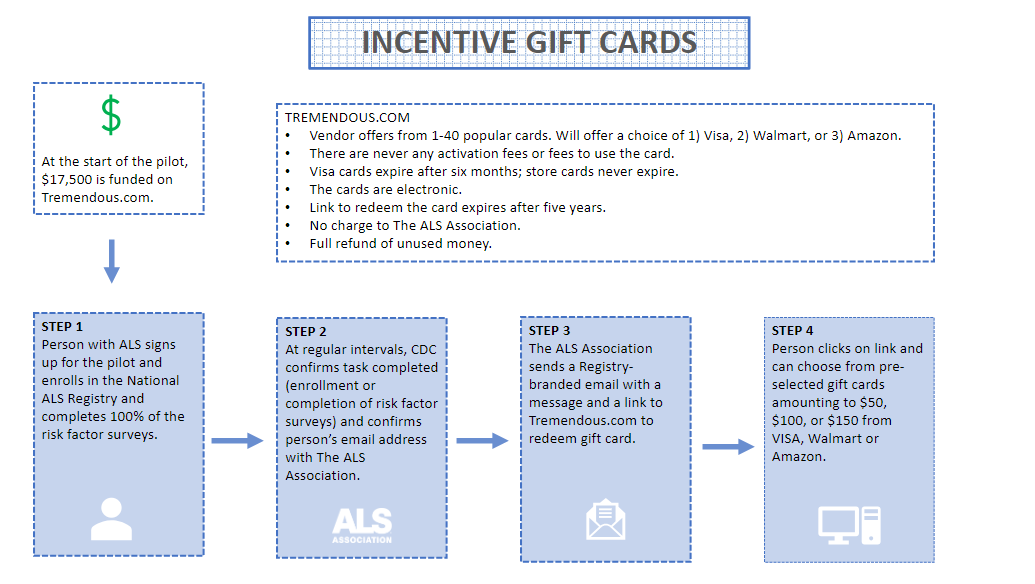 INCENTIVE GIFT CARDS
$
At the start of the pilot,
$17,500 is funded on
Tremendous.com.
TREMENDOUS.COM
• Vendor offers from 1-40 popular cards. Will offer a choice of 1) Visa, 2) Walmart, or 3) Amazon.
• There are never any activation fees or fees to use the card.
• Visa cards expire after six months; store cards never expire.
• The cards are electronic.
• Link to redeem the card expires after five years.
• No charge to The ALS Association.
• Full refund of unused money.
STEP 1
Person with ALS signs
up for the pilot and
enrolls in the National
ALS Registry and
completes 100% of the
risk factor surveys.
STEP 2
At regular intervals, CDC
confirms task completed
(enrollment or
completion of risk factor
surveys) and confirms
person’s email address
with The ALS
Association.
ALS
ASSOCIATION
STEP 3
The ALS Association
sends a Registry-
branded email with a
message and a link to
Tremendous.com to
redeem gift card.
STEP 4
Person clicks on link and
can choose from pre-
selected gift cards
amounting to $50,
$100, or $150 from
VISA, Walmart or
Amazon.